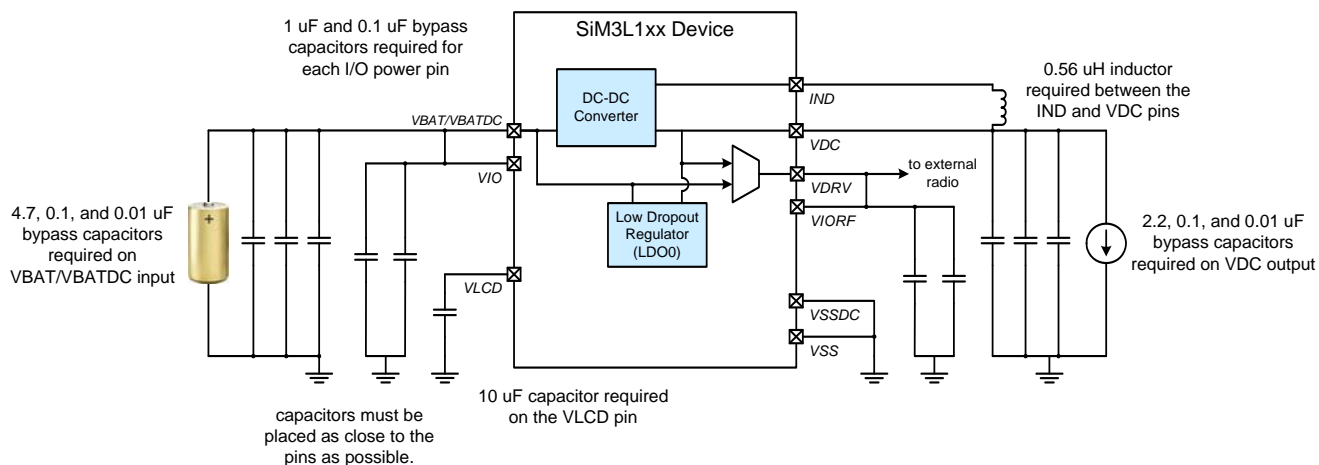 SiM3L1xx Device
1 uF and 0.1 uF bypass
capacitors required for
each I/O power pin
DC-DC
Converter
IND
0.56 uH inductor
required between the
IND and VDC pins
VBAT/VBATDC
VDC
VIO
VDRV
to external
radio
VIORF
Low Dropout
Regulator
(LDO0)
4.7, 0.1, and 0.01 uF
bypass capacitors
required on
VBAT/VBATDC input
+
2.2, 0.1, and 0.01 uF
bypass capacitors
required on VDC output
VLCD
VSSDC
VSS
10 uF capacitor required
on the VLCD pin
capacitors must be
placed as close to the
pins as possible.